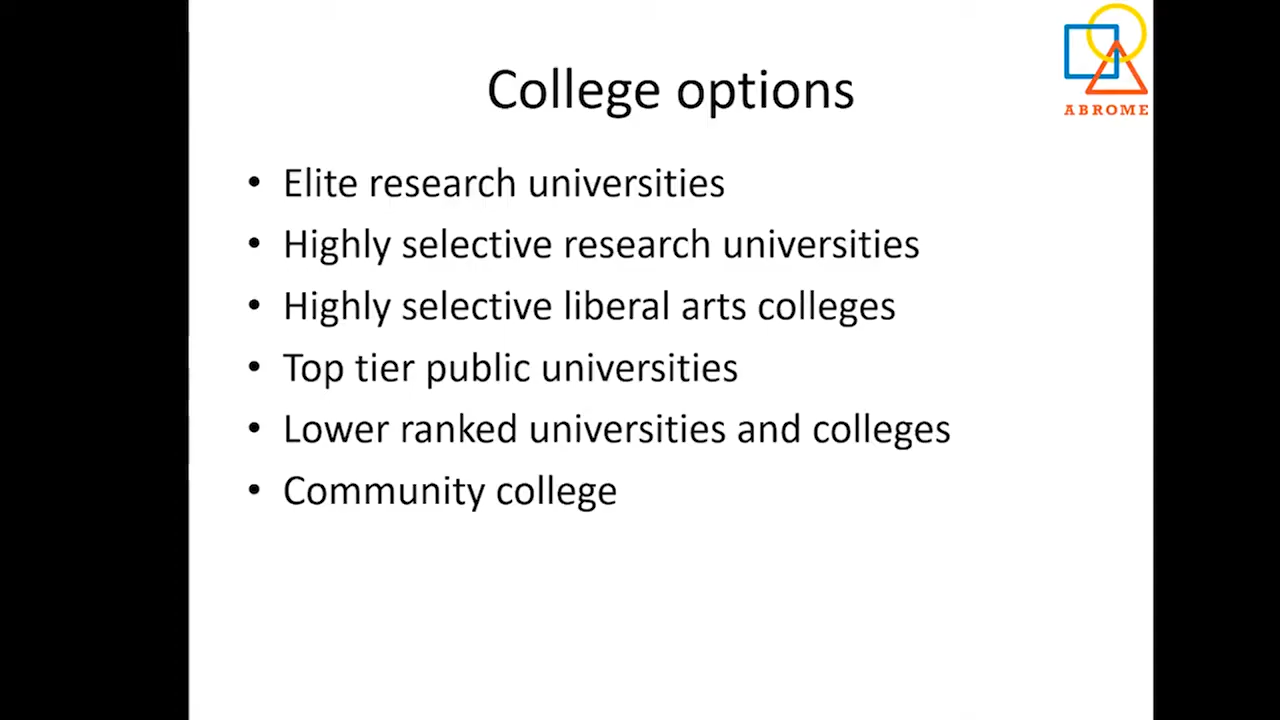 College options
ABROME
• Elite research universities
• Highly selective research universities
• Highly selective liberal arts colleges
• Top tier public universities
• Lower ranked universities and colleges
• Community college